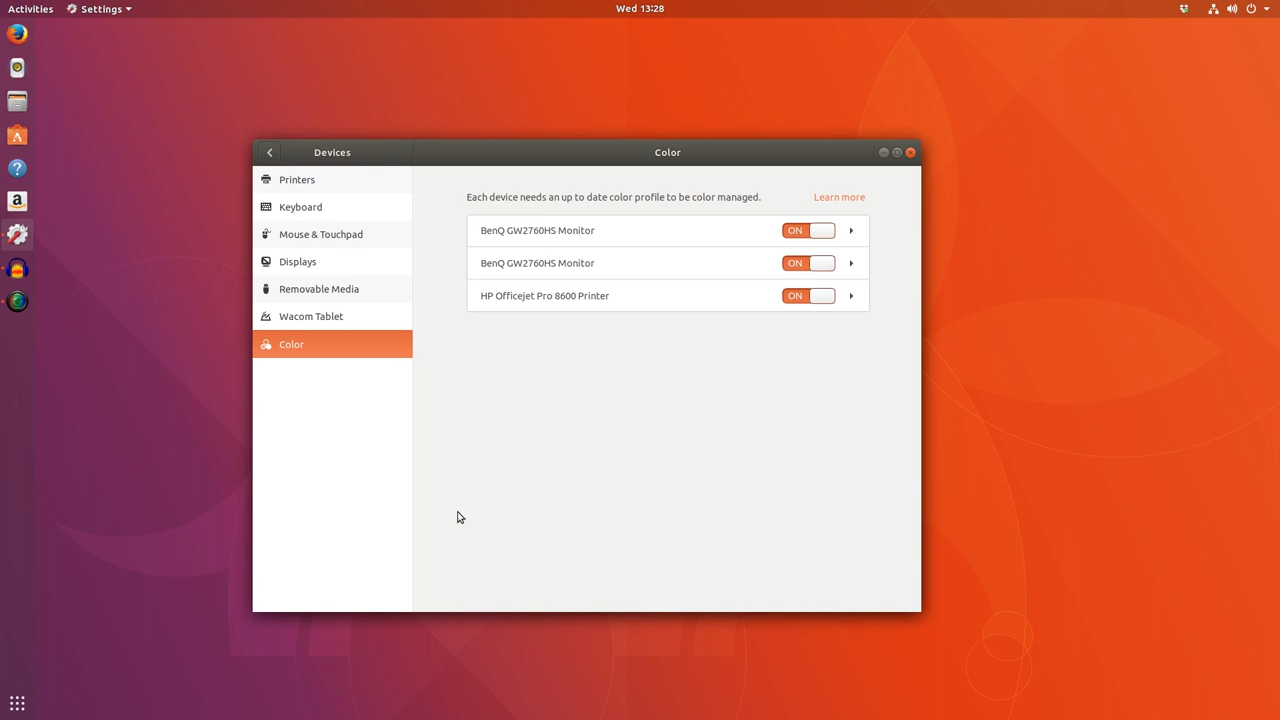 Activities Settings Wed 13:28
Devices Color
Printers
Keyboard
Mouse & Touchpad
Displays
Removable Media
Wacom Tablet
Color
Each device needs an up to date color profile to be color managed. Learn more
BenQ GW2760HS Monitor ON
BenQ GW2760HS Monitor ON
HP Officejet Pro 8600 Printer ON